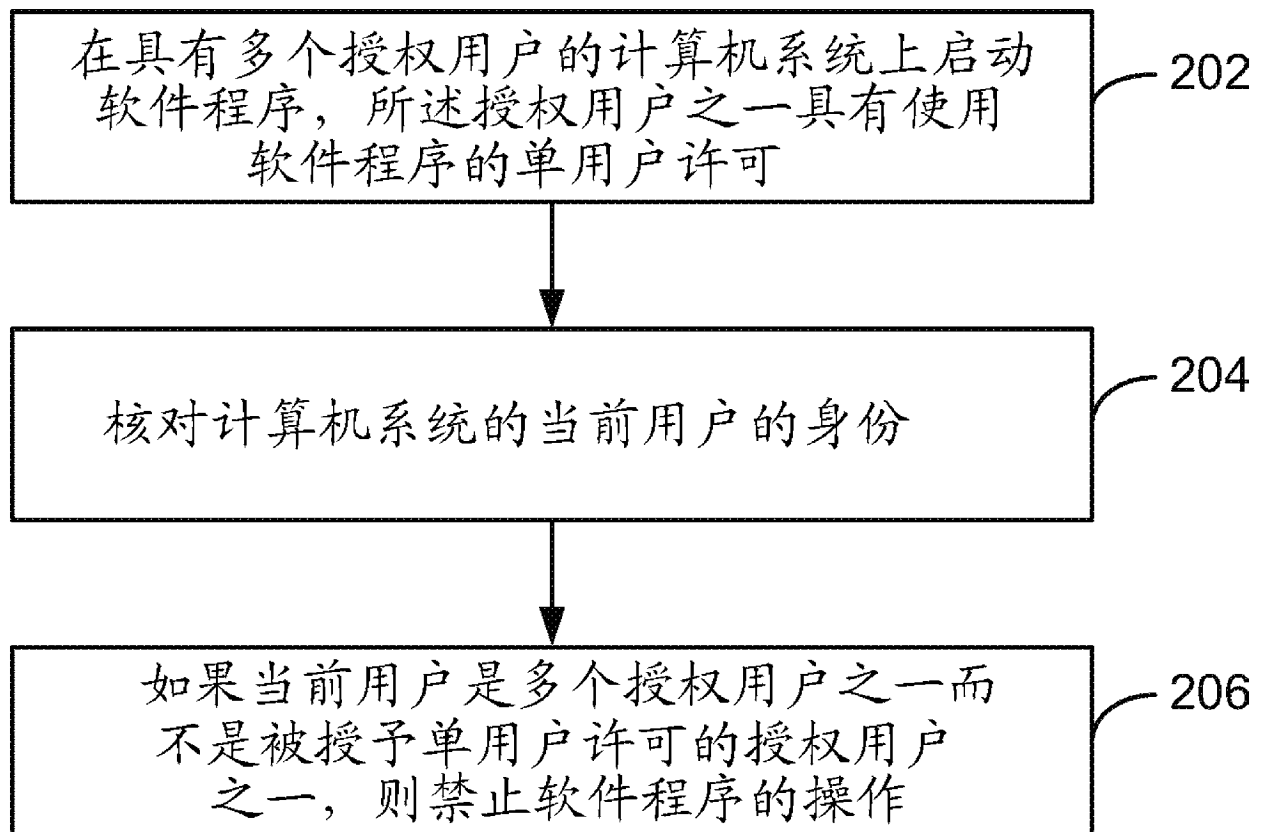 在具有多个授权用户的计算机系统上启动
软件程序，所述授权用户之一具有使用
软件程序的单用户许可
202
核对计算机系统的当前用户的身份
204
如果当前用户是多个授权用户之一而
不是被授予单用户许可的授权用户
之一，则禁止软件程序的操作
206